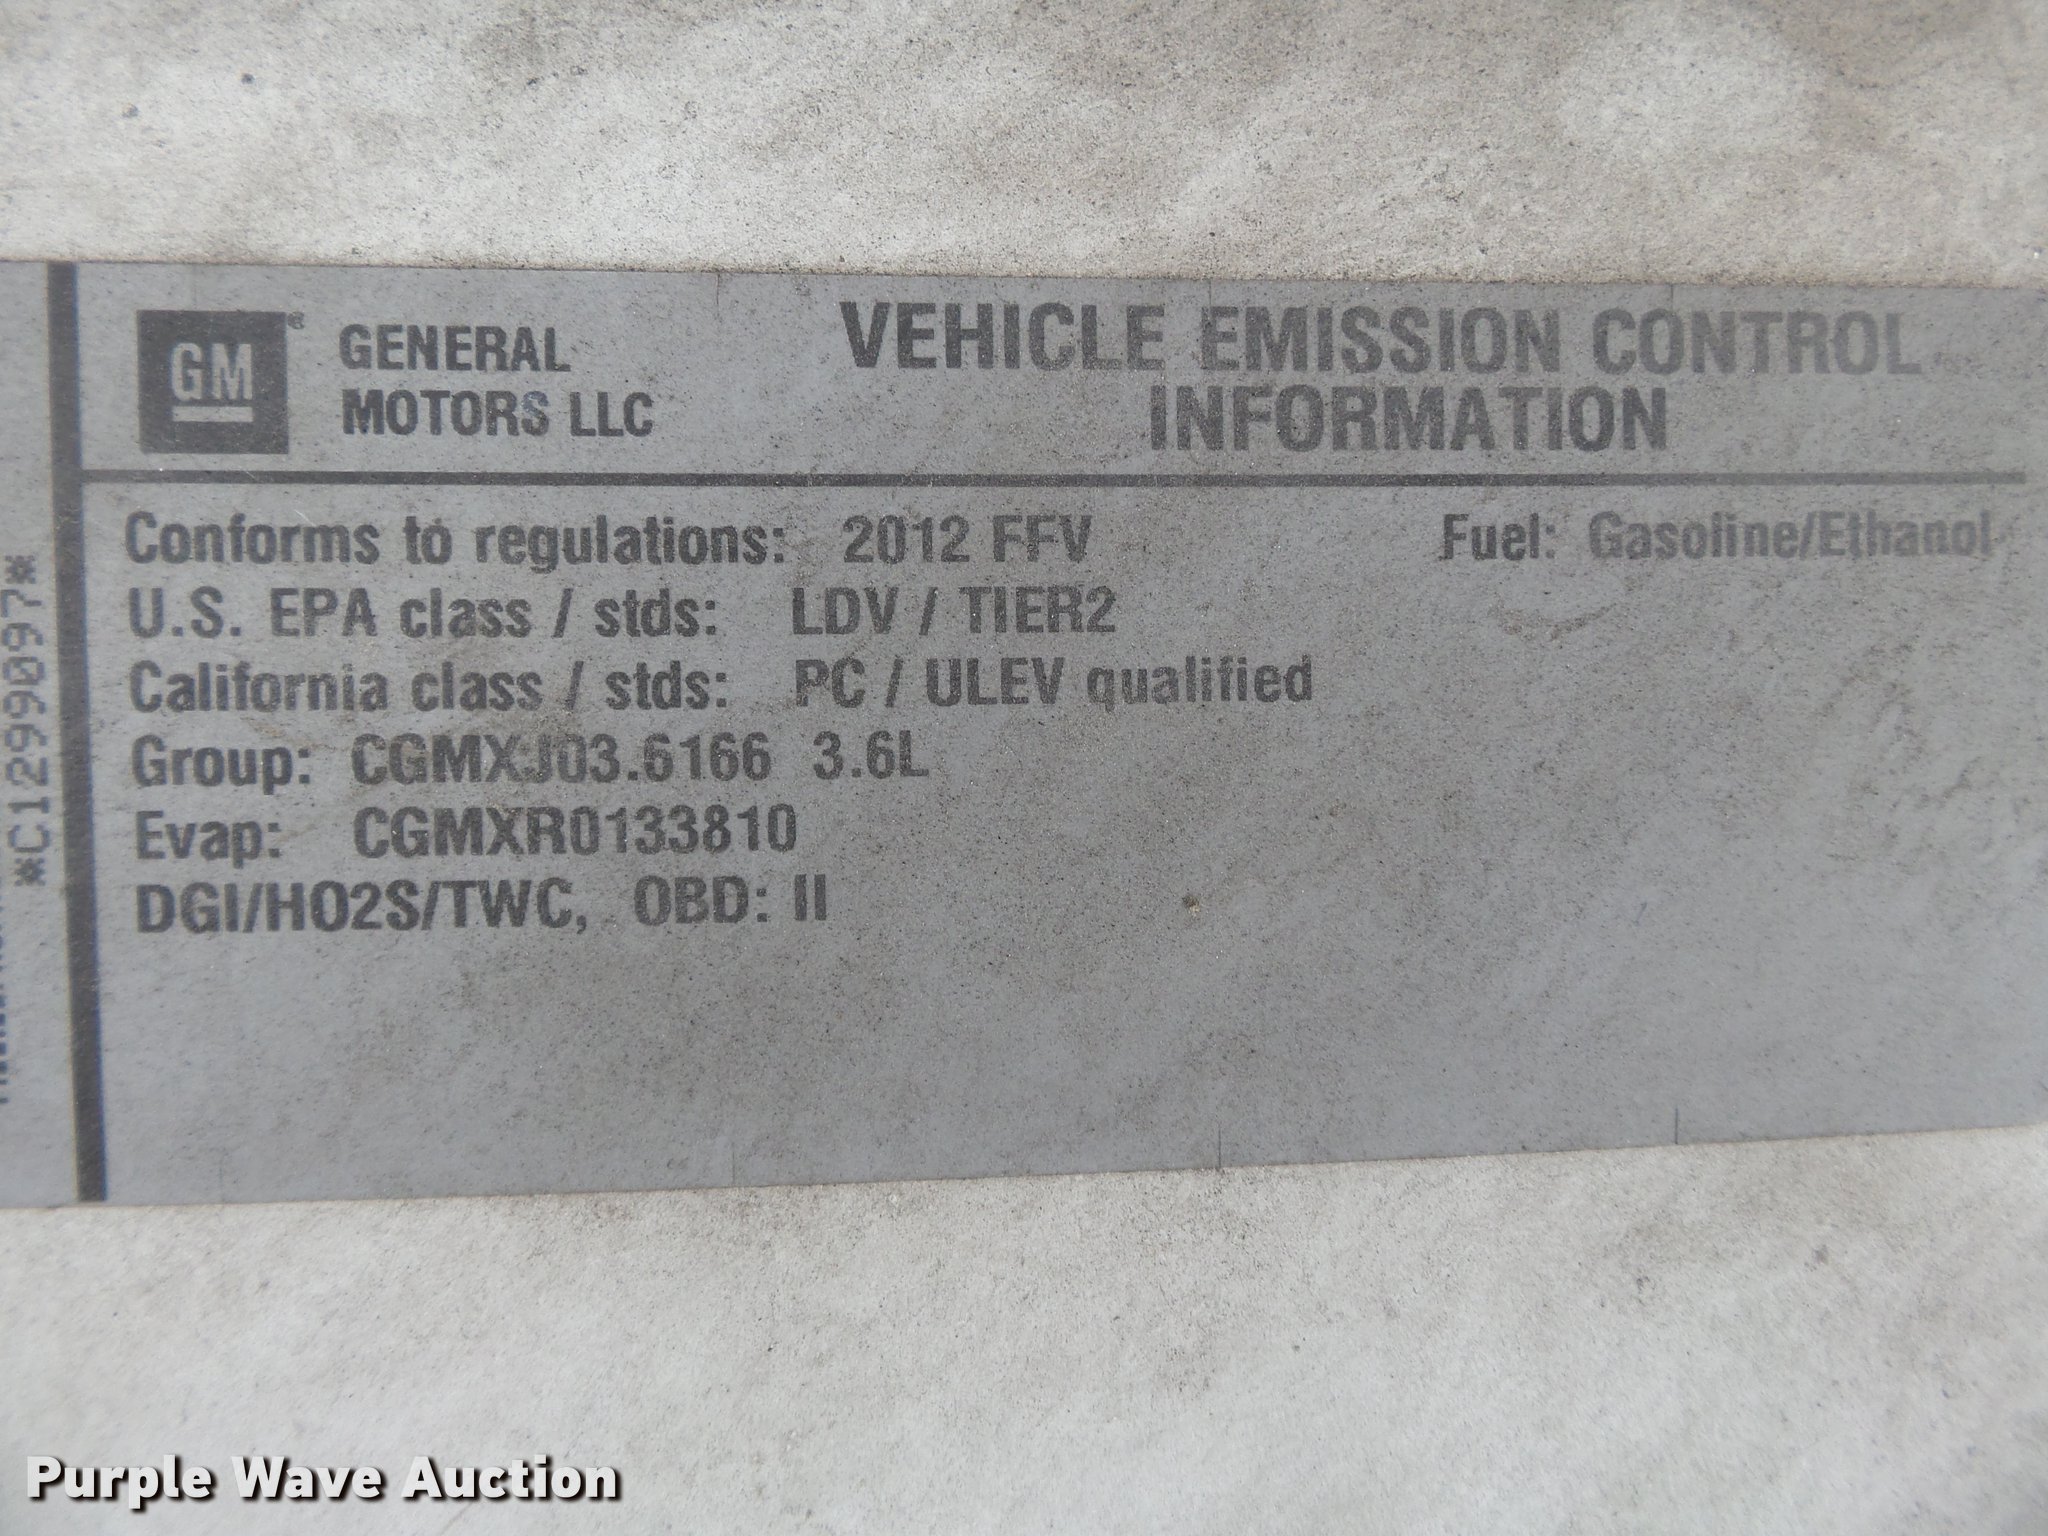 GM
GENERAL
MOTORS LLC
VEHICLE EMISSION CONTROL
INFORMATION
Conforms to regulations: 2012 FFV Fuel: Gasoline/Ethanol
U.S. EPA class / stds: LDV / TIER2
California class / stds: PC / ULEV qualified
Group: CGMXJ03.6166 3.6L
Evap: CGMXR0133810
DGI/HO2S/TWC, OBD: II
*C1299097*
Purple Wave Auction